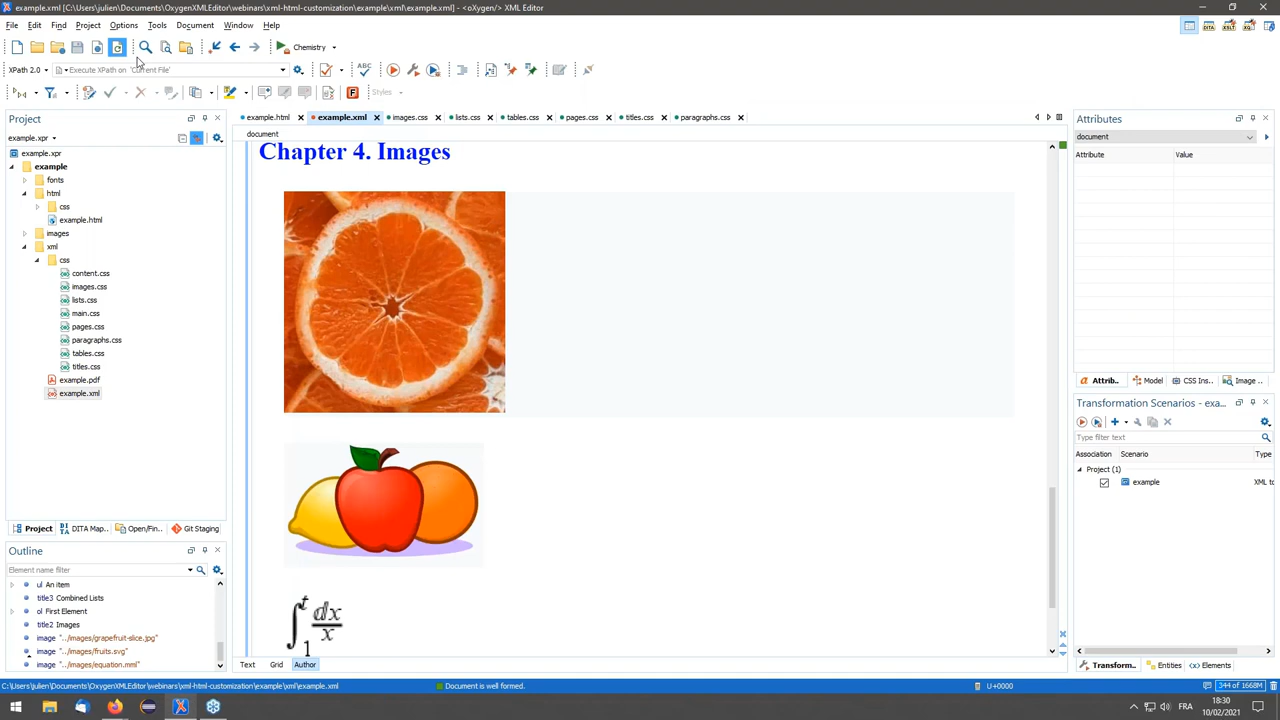 example.xml [C:\Users\julien\Documents\OxygenXMLEditor\webinars\xml-html-customization\example\xml\example.xml] - <oXygen/> XML Editor
File Edit Find Project Options Tools Document Window Help
Chemistry
XPath 2.0 Execute XPath on 'Current File'
Styles
Project
example.xpr
example.xpr
example
fonts
html
css
example.html
images
xml
css
content.css
images.css
lists.css
main.css
pages.css
paragraphs.css
tables.css
titles.css
example.pdf
example.xml
Project DITA Map.. Open/Fin.. Git Staging
Outline
Element name filter
ul An item
title3 Combined Lists
ol First Element
title2 Images
image "../images/grapefruit-slice.jpg"
image "../images/fruits.svg"
image "../images/equation.mml"
example.html example.xml images.css lists.css tables.css pages.css titles.css paragraphs.css
document
Chapter 4. Images
∫ t 1 dx/x
Text Grid Author
Attributes
document
Attribute Value
Attrib.. Model CSS Ins.. Image ..
Transformation Scenarios - exa...
Type filter text
Association Scenario Type
Project (1)
example XML to
Transform.. Entities Elements
C:\Users\julien\Documents\OxygenXMLEditor\webinars\xml-html-customization\example\xml\example.xml Document is well formed. U+0000 344 of 1668M
FR 18:30
10/02/2021